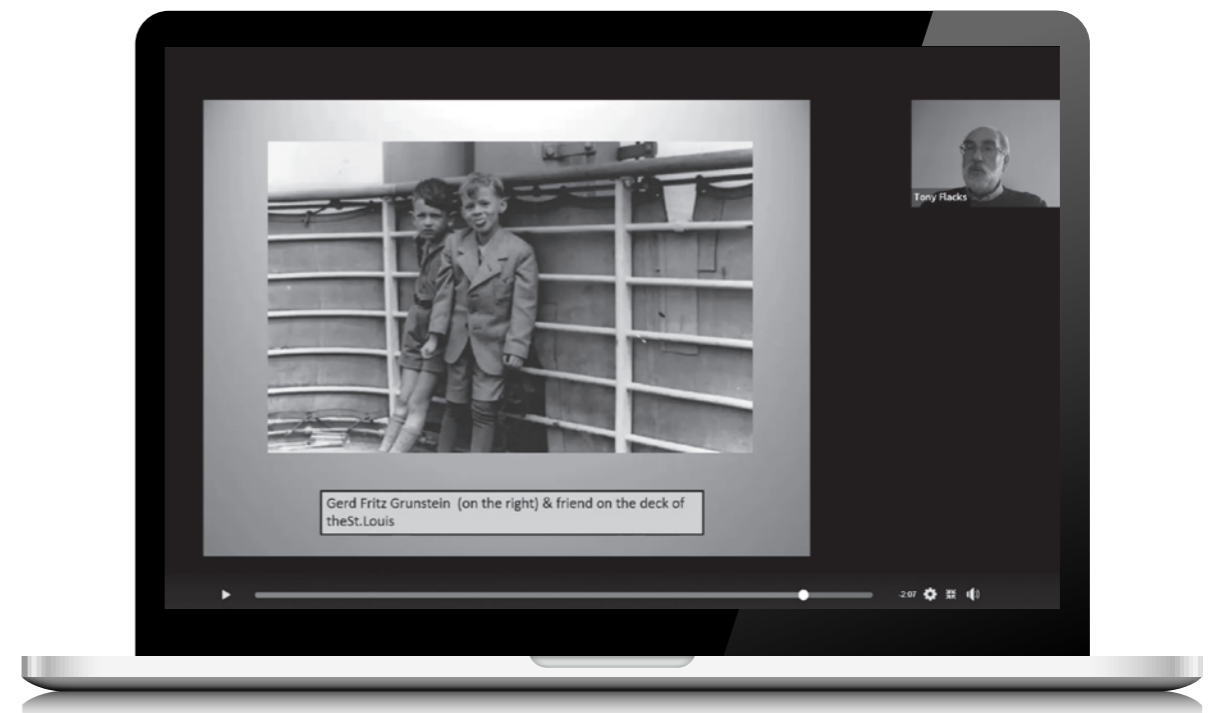 Tony Flacks
Gerd Fritz Grunstein (on the right) & friend on the deck of
theSt.Louis
-2:07